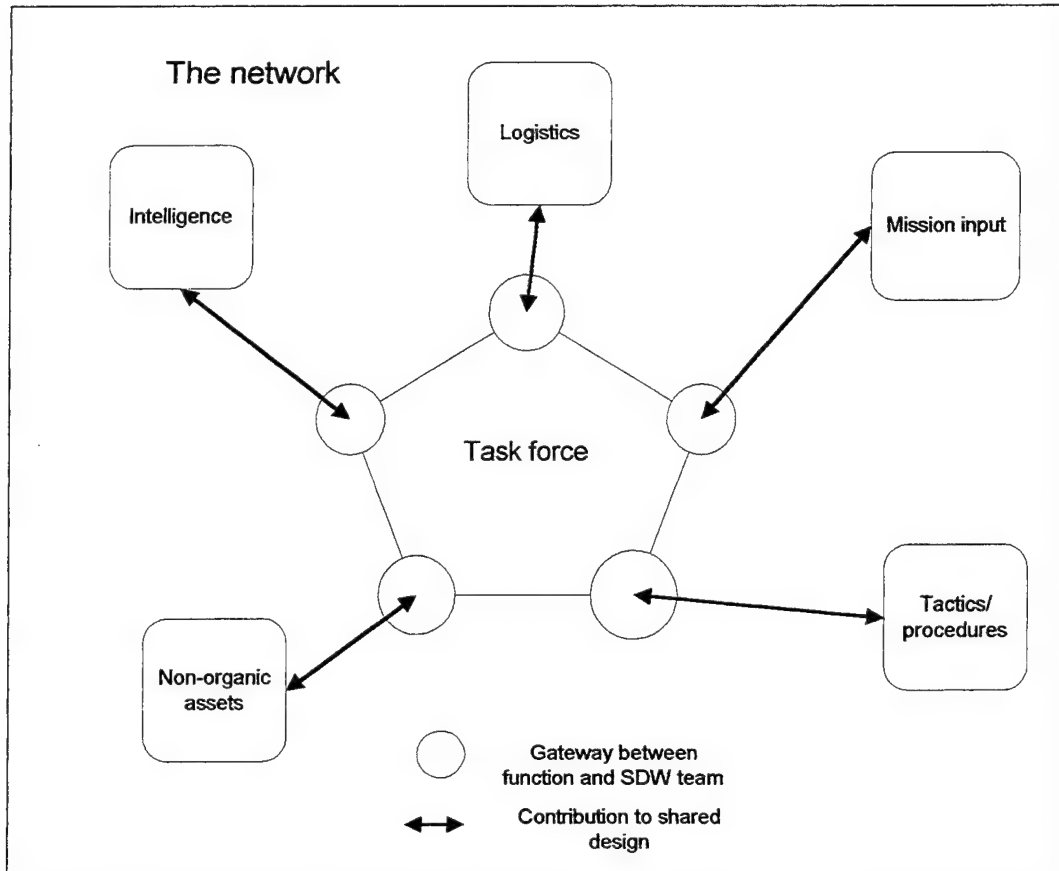 The network
Logistics
Intelligence
Mission input
Task force
Tactics/
procedures
Non-organic
assets
Gateway between
function and SDW team
Contribution to shared
design